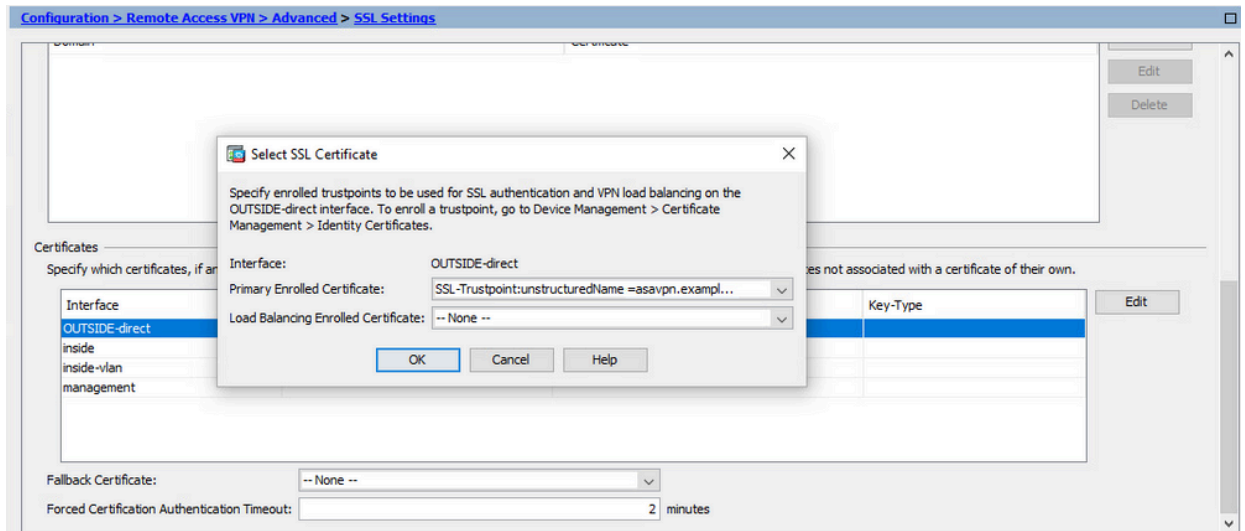 Configuration > Remote Access VPN > Advanced > SSL Settings
Edit
Delete
Select SSL Certificate
Specify enrolled trustpoints to be used for SSL authentication and VPN load balancing on the
OUTSIDE-direct interface. To enroll a trustpoint, go to Device Management > Certificate
Management > Identity Certificates.
Interface: OUTSIDE-direct
Primary Enrolled Certificate: SSL-Trustpoint:unstructuredName =asavpn.exampl...
Load Balancing Enrolled Certificate: -- None --
OK Cancel Help
Certificates
Specify which certificates, if not associated with a certificate of their own.
Interface Key-Type Edit
OUTSIDE-direct
inside
inside-vlan
management
Fallback Certificate: -- None --
Forced Certification Authentication Timeout: 2 minutes